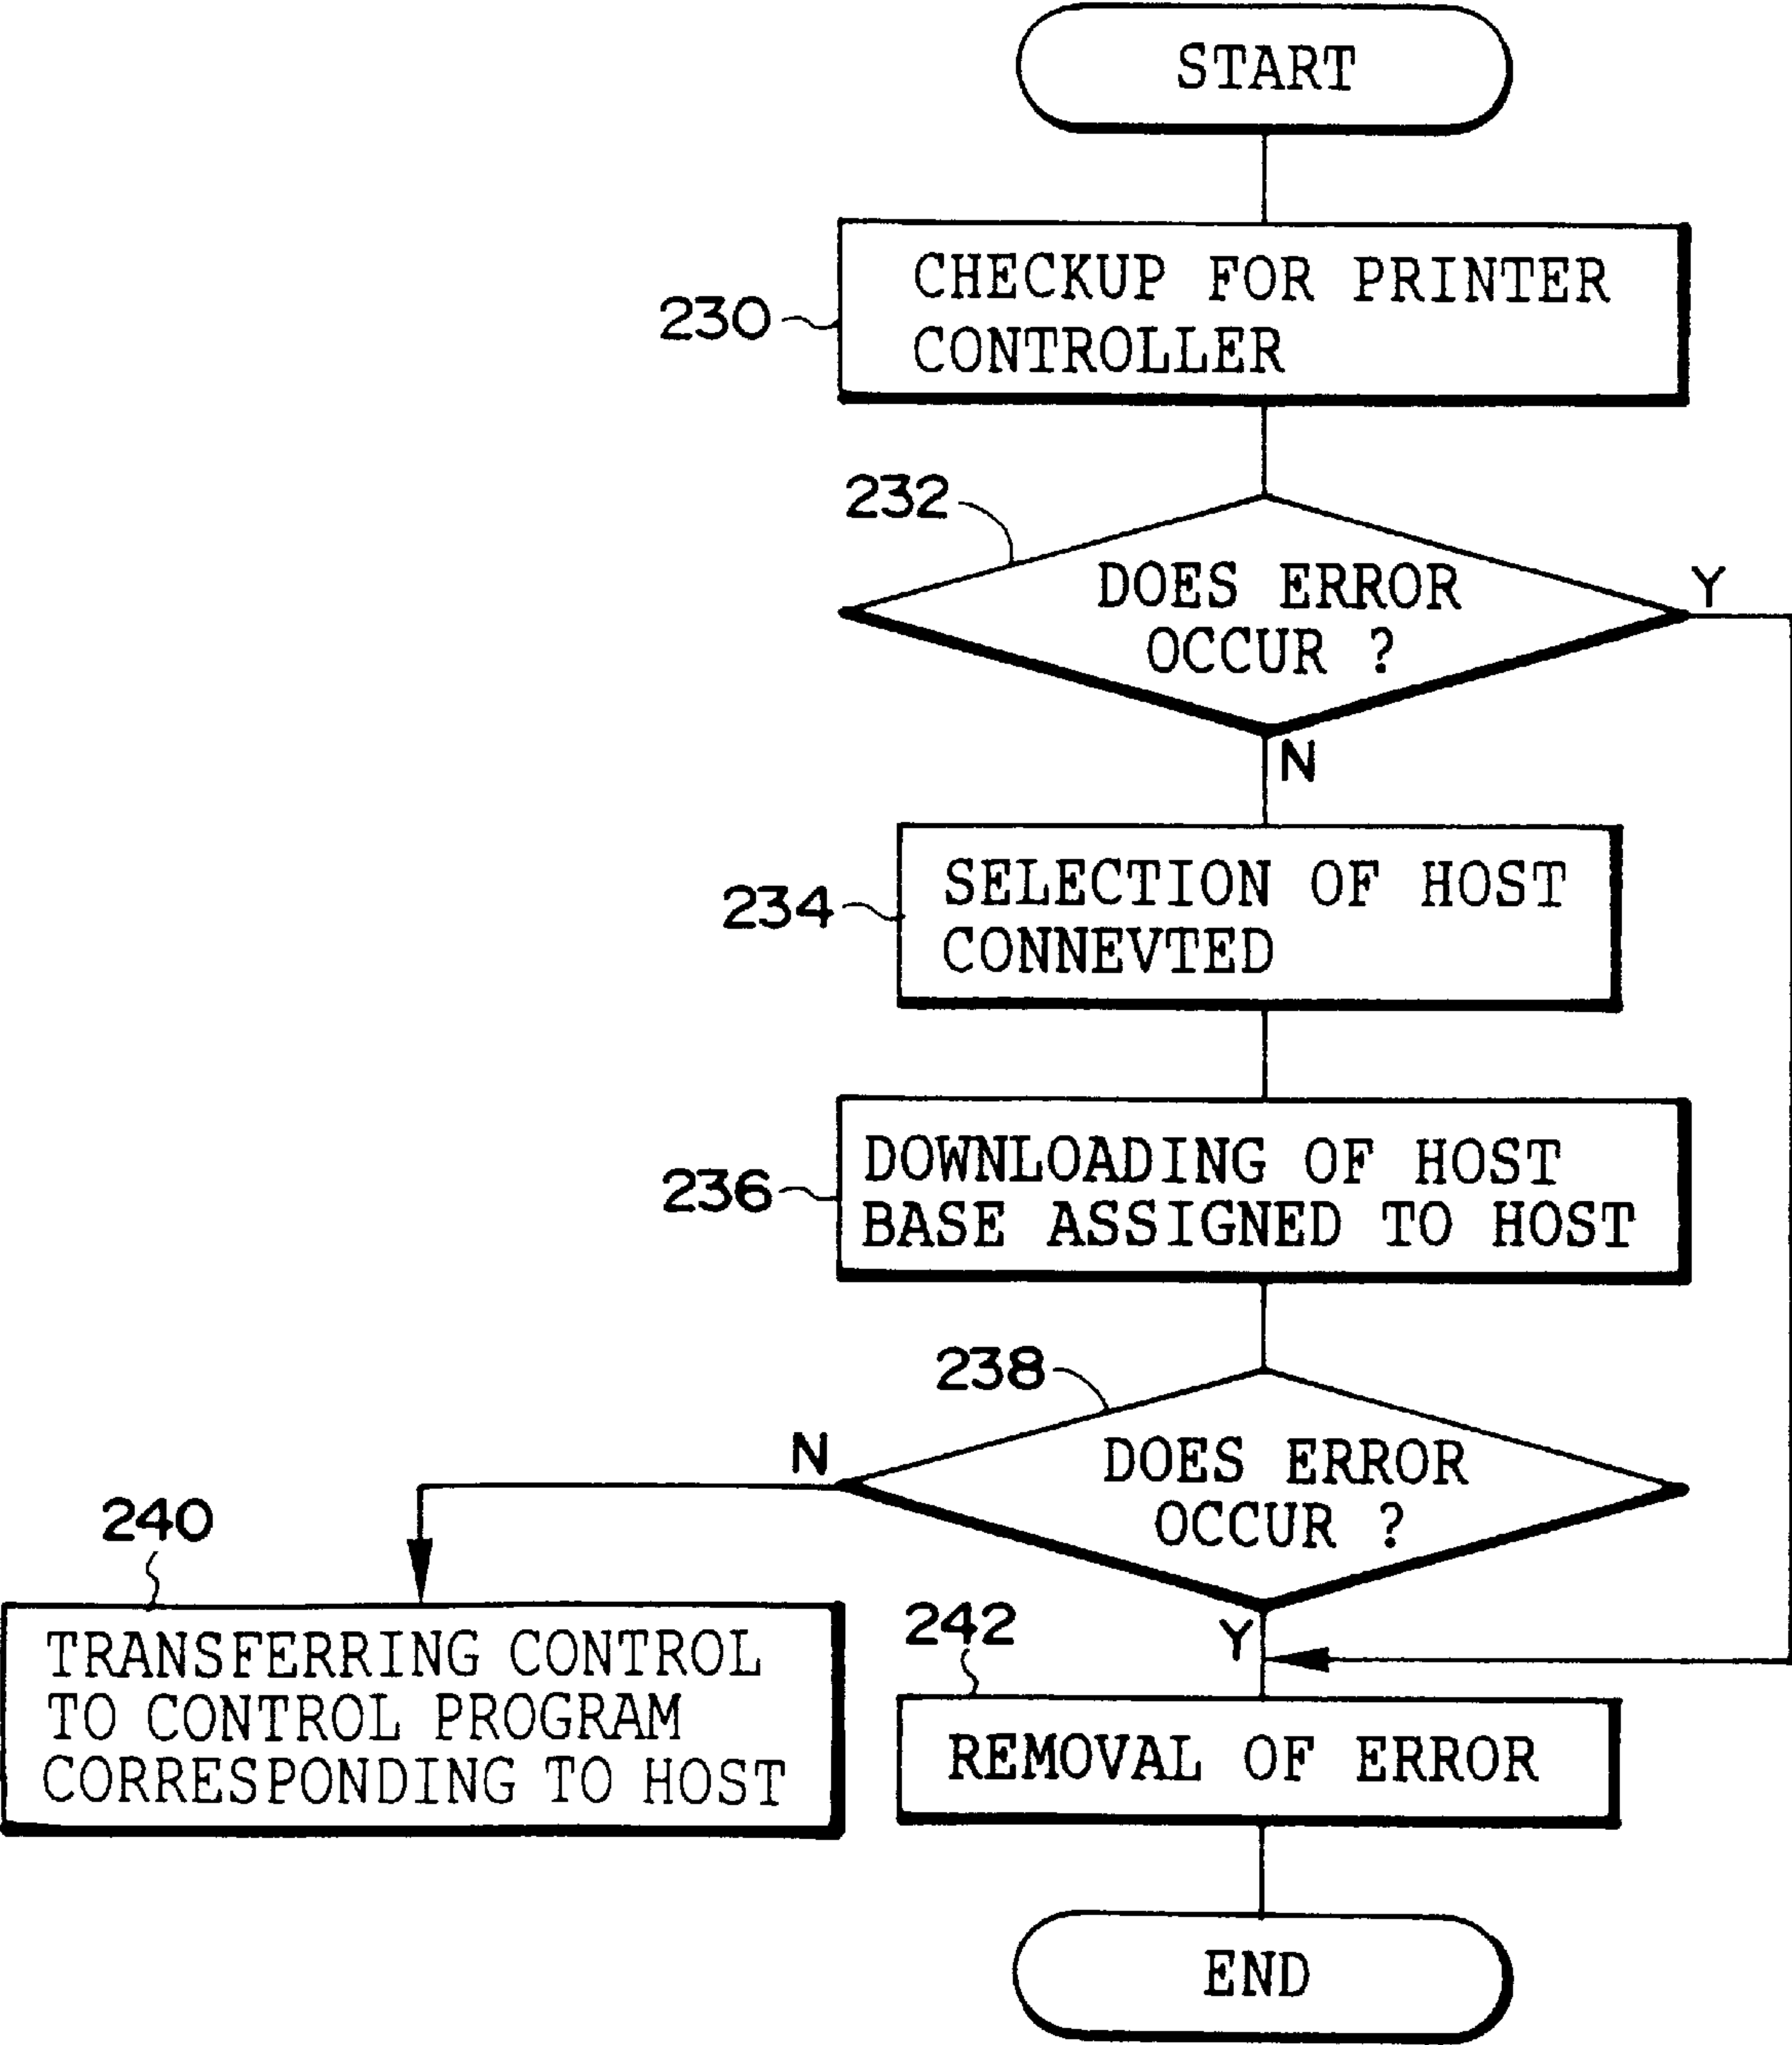 START
230
CHECKUP FOR PRINTER
CONTROLLER
232
DOES ERROR
OCCUR ?
Y
N
234
SELECTION OF HOST
CONNEVTED
236
DOWNLOADING OF HOST
BASE ASSIGNED TO HOST
238
DOES ERROR
OCCUR ?
N
Y
240
TRANSFERRING CONTROL
TO CONTROL PROGRAM
CORRESPONDING TO HOST
242
REMOVAL OF ERROR
END